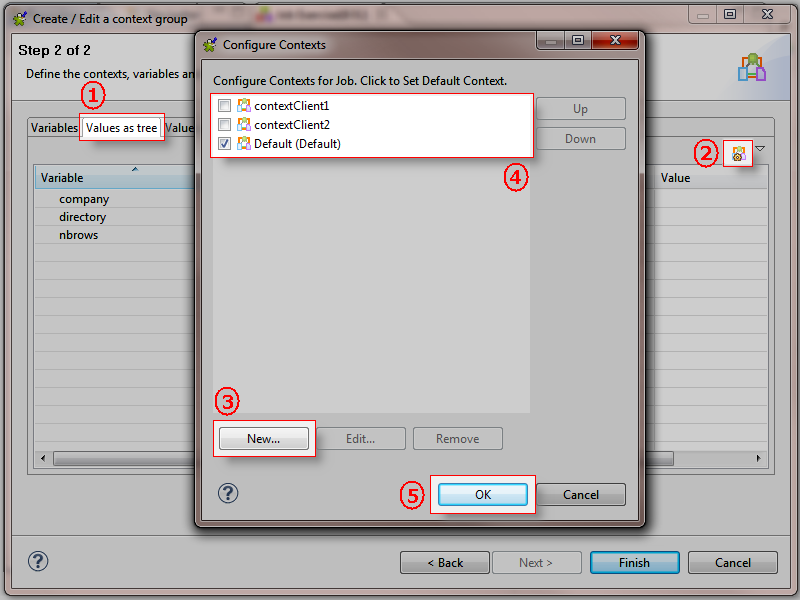 Create / Edit a context group
Step 2 of 2
Define the contexts, variables an
1
Variables Values as tree Value
2
Variable Value
company
directory
nbrows
Configure Contexts
Configure Contexts for Job. Click to Set Default Context.
contextClient1
contextClient2
Default (Default)
Up
Down
4
3
New... Edit... Remove
?
5
OK Cancel
?
< Back Next > Finish Cancel